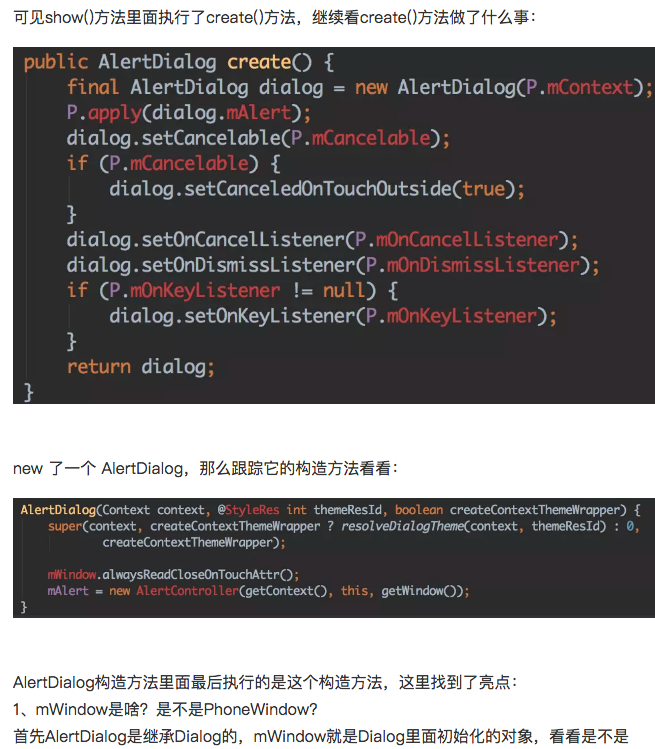 可见show()方法里面执行了create()方法，继续看create()方法做了什么事：
public AlertDialog create() {
final AlertDialog dialog = new AlertDialog(P.mContext);
P.apply(dialog.mAlert);
dialog.setCancelable(P.mCancelable);
if (P.mCancelable) {
dialog.setCanceledOnTouchOutside(true);
}
dialog.setOnCancelListener(P.mOnCancelListener);
dialog.setOnDismissListener(P.mOnDismissListener);
if (P.mOnKeyListener != null) {
dialog.setOnKeyListener(P.mOnKeyListener);
}
return dialog;
}
new 了一个 AlertDialog，那么跟踪它的构造方法看看：
AlertDialog(Context context, @StyleRes int themeResId, boolean createContextThemeWrapper) {
super(context, createContextThemeWrapper ? resolveDialogTheme(context, themeResId) : 0,
createContextThemeWrapper);
mWindow.alwaysReadCloseOnTouchAttr();
mAlert = new AlertController(getContext(), this, getWindow());
}
AlertDialog构造方法里面最后执行的是这个构造方法，这里找到了亮点：
1、mWindow是啥？是不是PhoneWindow?
首先AlertDialog是继承Dialog的，mWindow就是Dialog里面初始化的对象，看看是不是